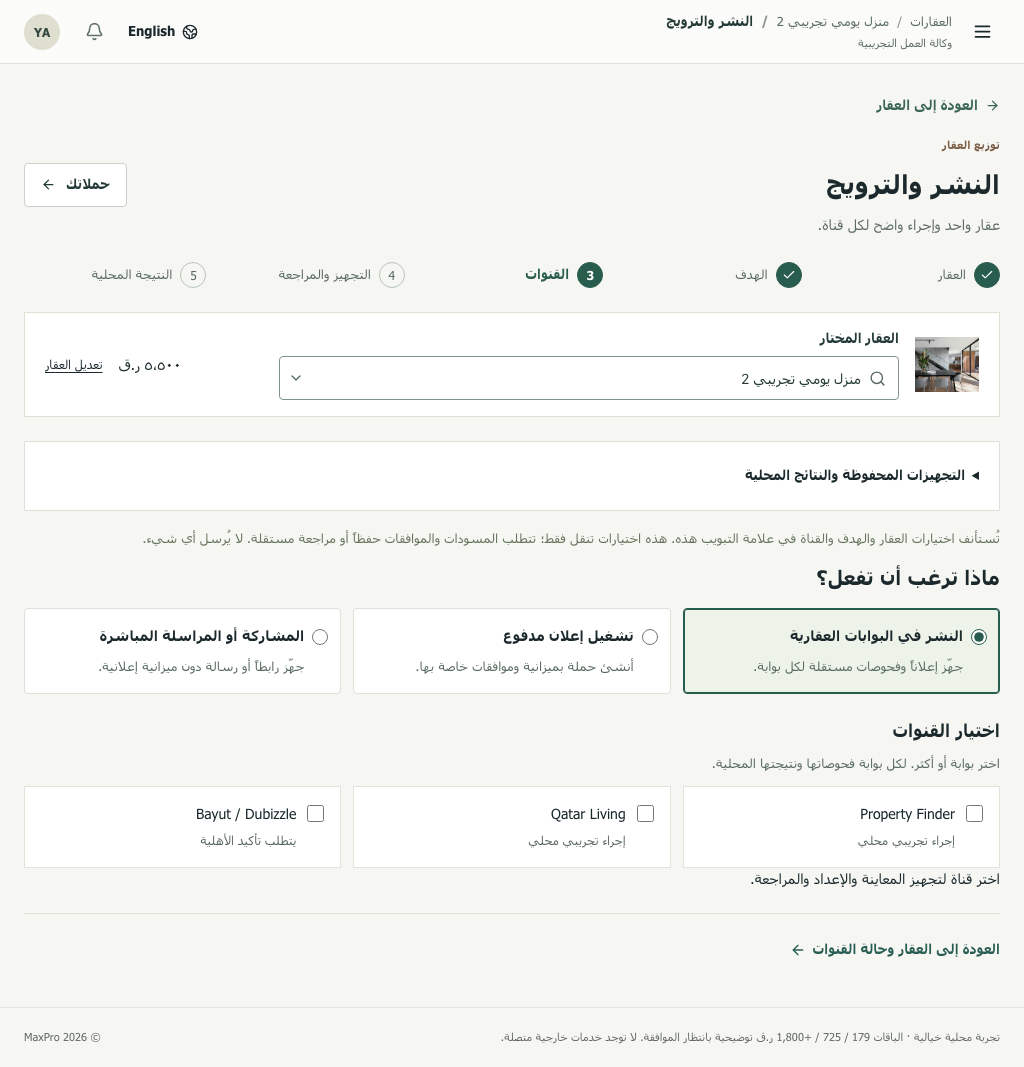 العقارات / منزل يومي تجريبي 2 / النشر والترويج
وكالة العمل التجريبية
English
YA
العودة إلى العقار
توزيع العقار
النشر والترويج
حملاتك
عقار واحد وإجراء واضح لكل قناة.
العقار
الهدف
3 القنوات
4 التجهيز والمراجعة
5 النتيجة المحلية
العقار المختار
منزل يومي تجريبي 2
٥،٥٠٠ ر.ق
تعديل العقار
التجهيزات المحفوظة والنتائج المحلية
تُستأنف اختيارات العقار والهدف والقناة في علامة التبويب هذه. هذه اختيارات تنقل فقط؛ تتطلب المسودات والموافقات حفظاً أو مراجعة مستقلة. لا يُرسل أي شيء.
ماذا ترغب أن تفعل؟
النشر في البوابات العقارية
جهّز إعلاناً وفحوصات مستقلة لكل بوابة.
تشغيل إعلان مدفوع
أنشئ حملة بميزانية وموافقات خاصة بها.
المشاركة أو المراسلة المباشرة
جهّز رابطاً أو رسالة دون ميزانية إعلانية.
اختيار القنوات
اختر بوابة أو أكثر. لكل بوابة فحوصاتها ونتيجتها المحلية.
Property Finder
إجراء تجريبي محلي
Qatar Living
إجراء تجريبي محلي
Bayut / Dubizzle
يتطلب تأكيد الأهلية
اختر قناة لتجهيز المعاينة والإعداد والمراجعة.
العودة إلى العقار وحالة القنوات
تجربة محلية خيالية · الباقات 179 / 725 / +1,800 ر.ق توضيحية بانتظار الموافقة. لا توجد خدمات خارجية متصلة.
© 2026 MaxPro